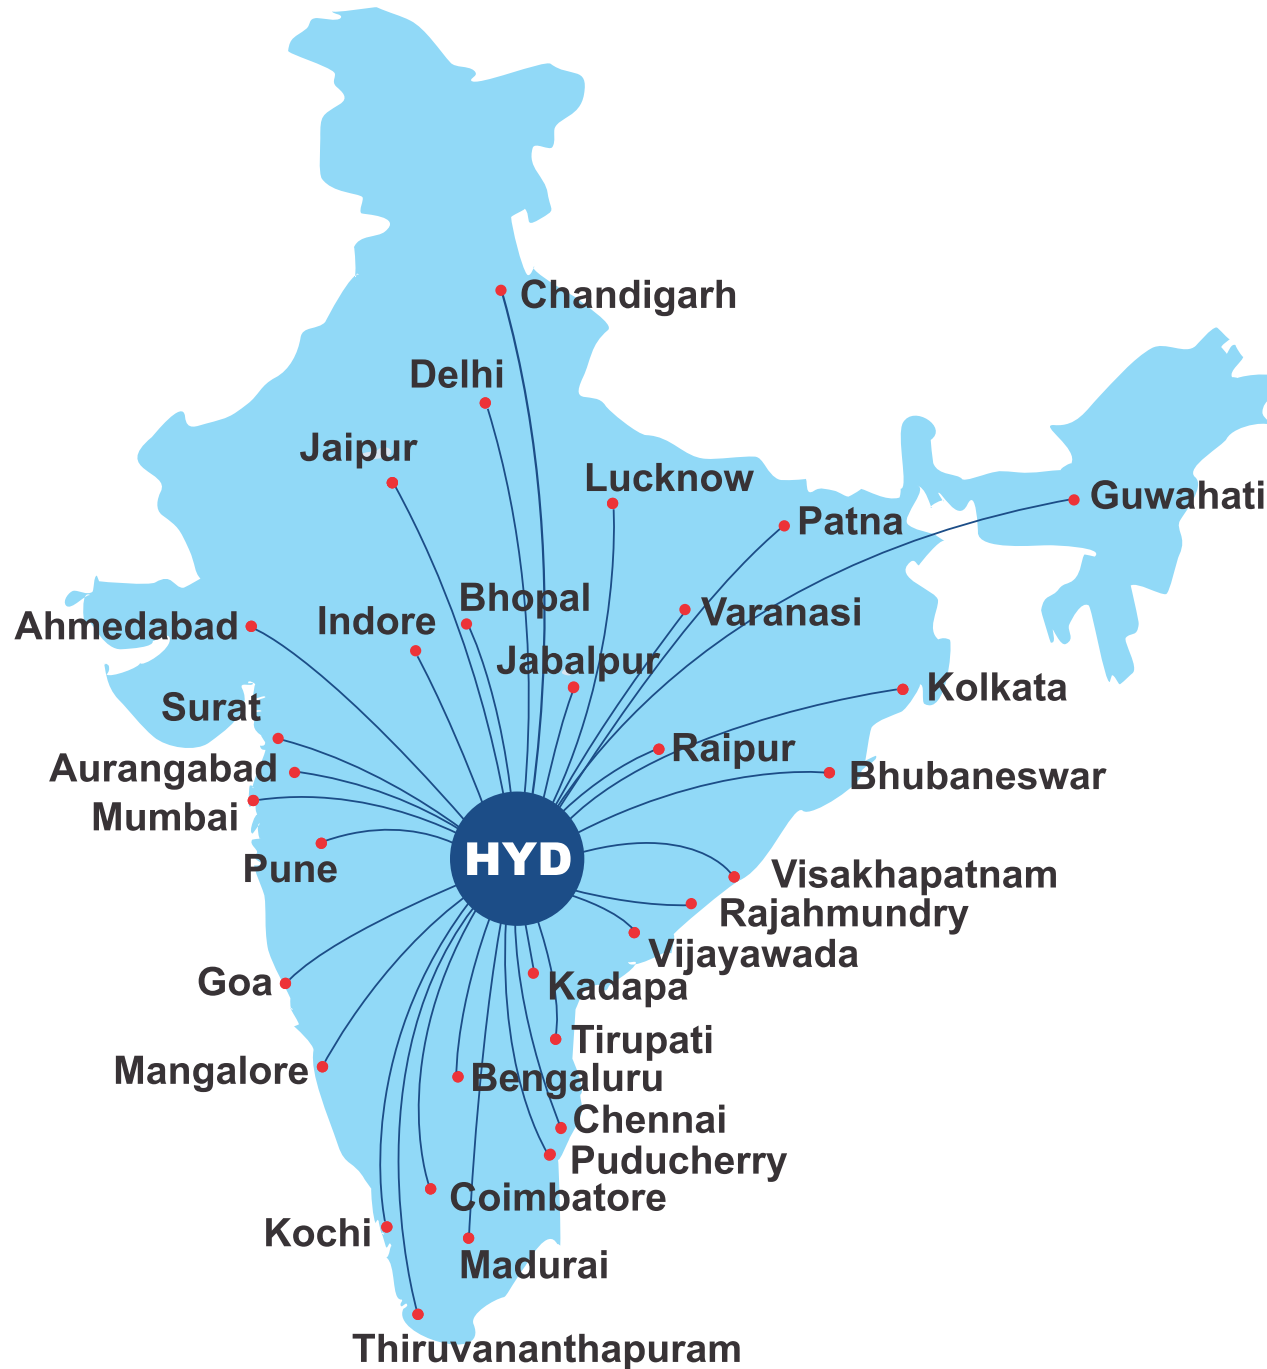 Chandigarh
Delhi
Jaipur
Lucknow
Guwahati
Patna
Bhopal
Varanasi
Indore
Ahmedabad
Jabalpur
Kolkata
Surat
Raipur
Aurangabad
Bhubaneswar
Mumbai
HYD
Pune
Visakhapatnam
Rajahmundry
Vijayawada
Goa
Kadapa
Tirupati
Mangalore
Bengaluru
Chennai
Puducherry
Coimbatore
Kochi
Madurai
Thiruvananthapuram